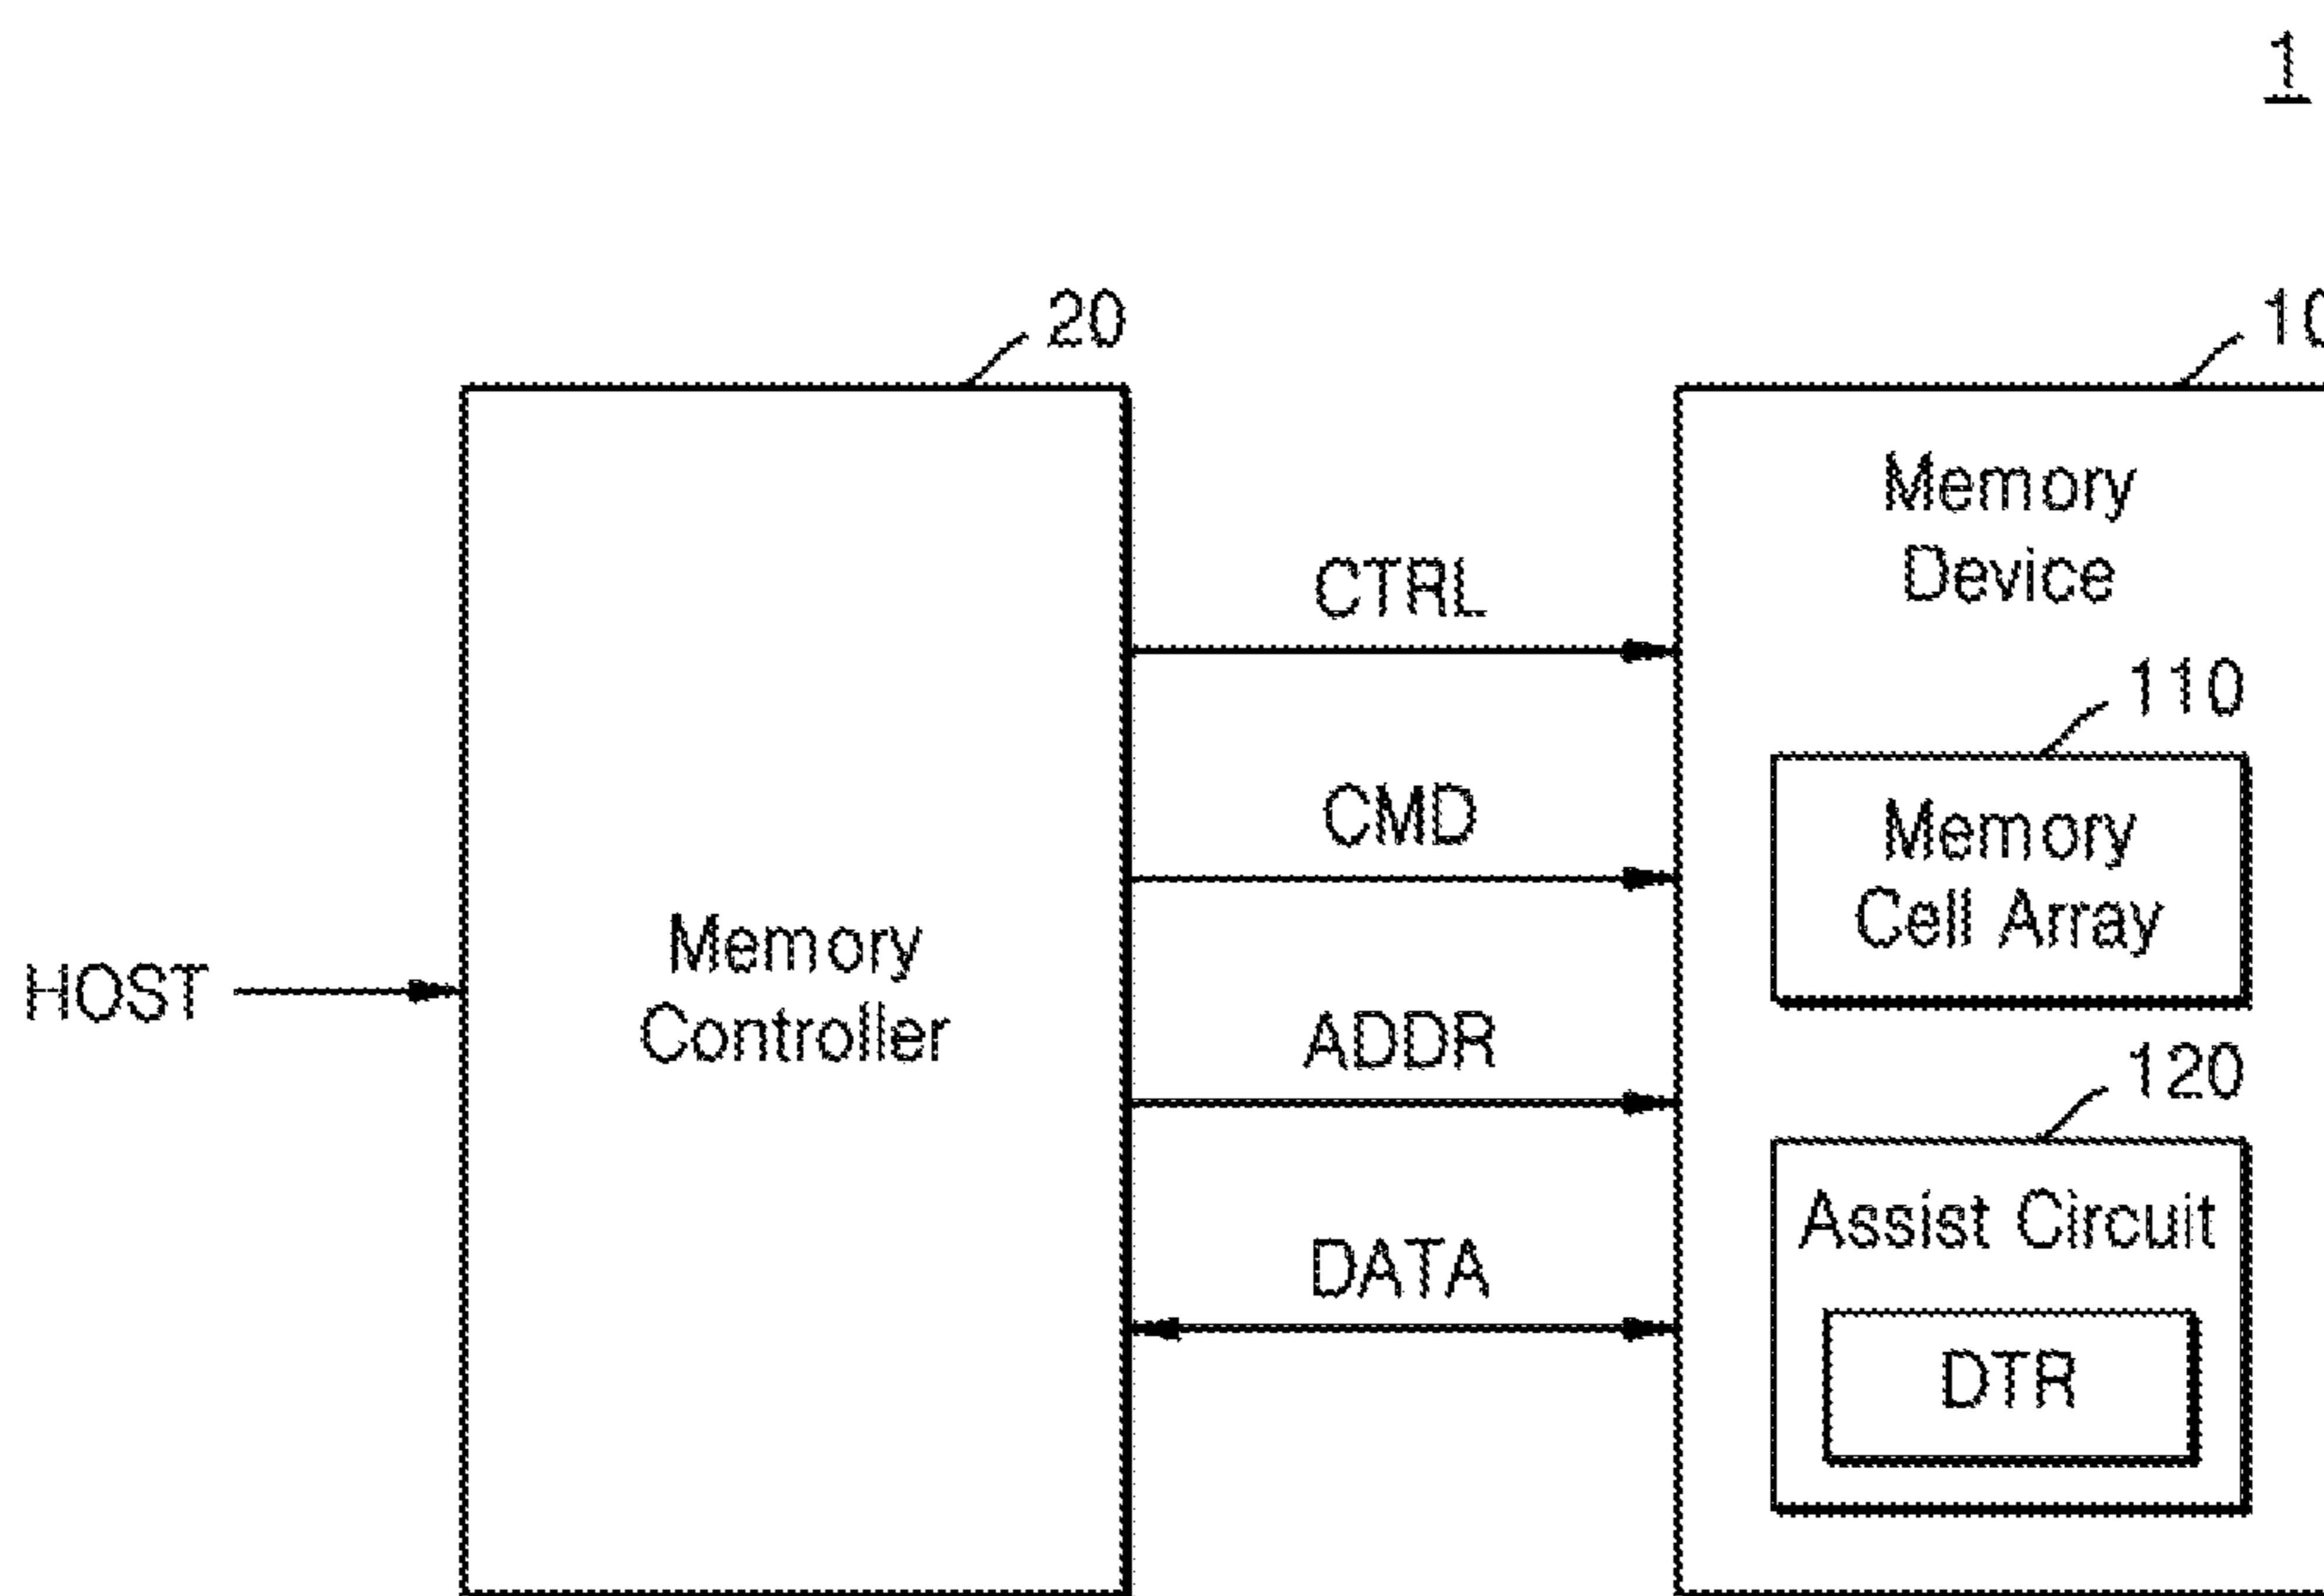 1
20
10
Memory
Device
CTRL
110
CMD
Memory
Cell Array
Memory
Controller
HOST
ADDR
120
Assist Circuit
DATA
DTR